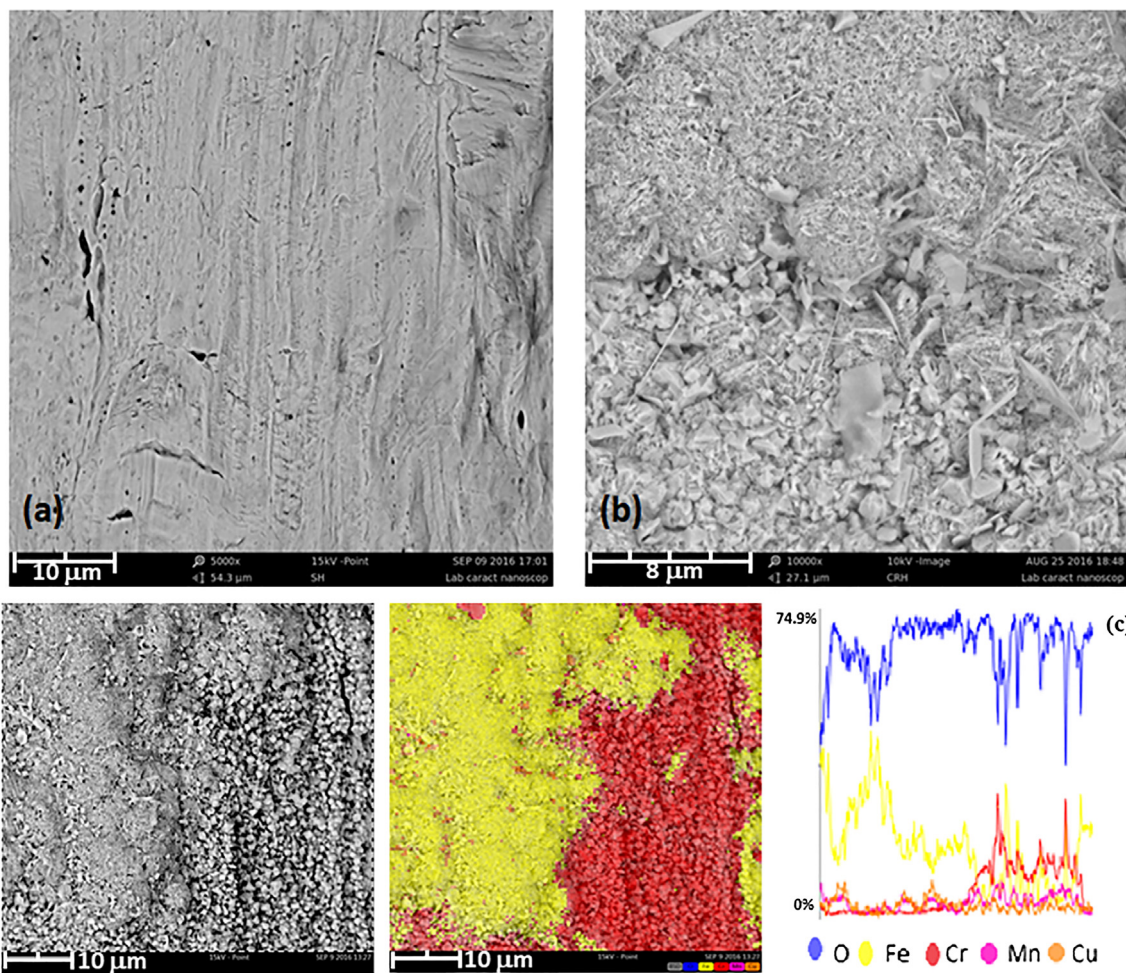 (a)
10 μm
5000x 15kV -Point SEP 09 2016 17:01
54.3 μm SH Lab caract nanoscop
(b)
8 μm
10000x 10kV -Image AUG 25 2016 18:48
27.1 μm CRH Lab caract nanoscop
10 μm
15kV -Point SEP 9 2016 13:27
10 μm
15kV -Point SEP 9 2016 13:27
Fe
74.9%
(c)
0%
O Fe Cr Mn Cu